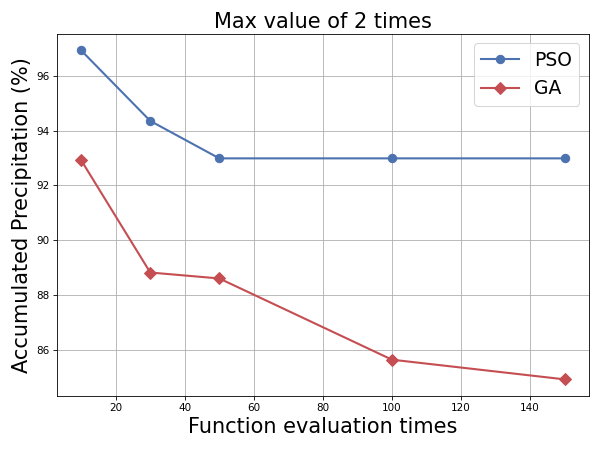 Max value of 2 times
PSO
GA
Accumulated Precipitation (%)
96
94
92
90
88
86
20
40
60
80
100
120
140
Function evaluation times